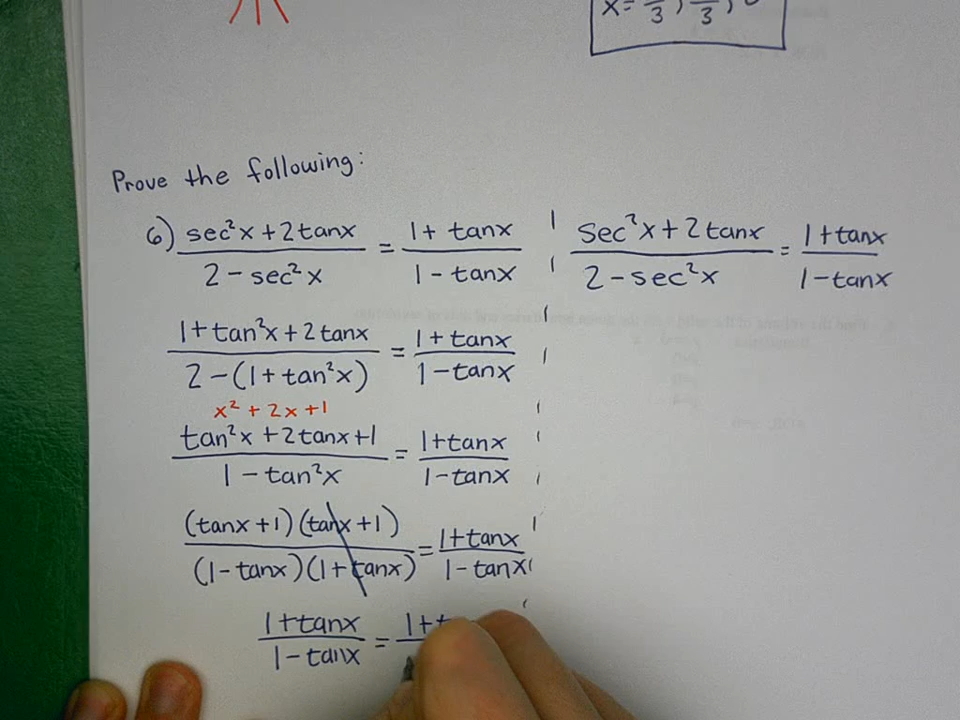 x = /3, /3,
Prove the following:
6) sec²x + 2tanx / 2 - sec²x = 1 + tanx / 1 - tanx
sec²x + 2tanx / 2 - sec²x = 1 + tanx / 1 - tanx
1 + tan²x + 2tanx / 2 - (1 + tan²x) = 1 + tanx / 1 - tanx
x² + 2x + 1
tan²x + 2tanx + 1 / 1 - tan²x = 1 + tanx / 1 - tanx
(tanx + 1)(tanx + 1) / (1 - tanx)(1 + tanx) = 1 + tanx / 1 - tanx
1 + tanx / 1 - tanx = 1 + t